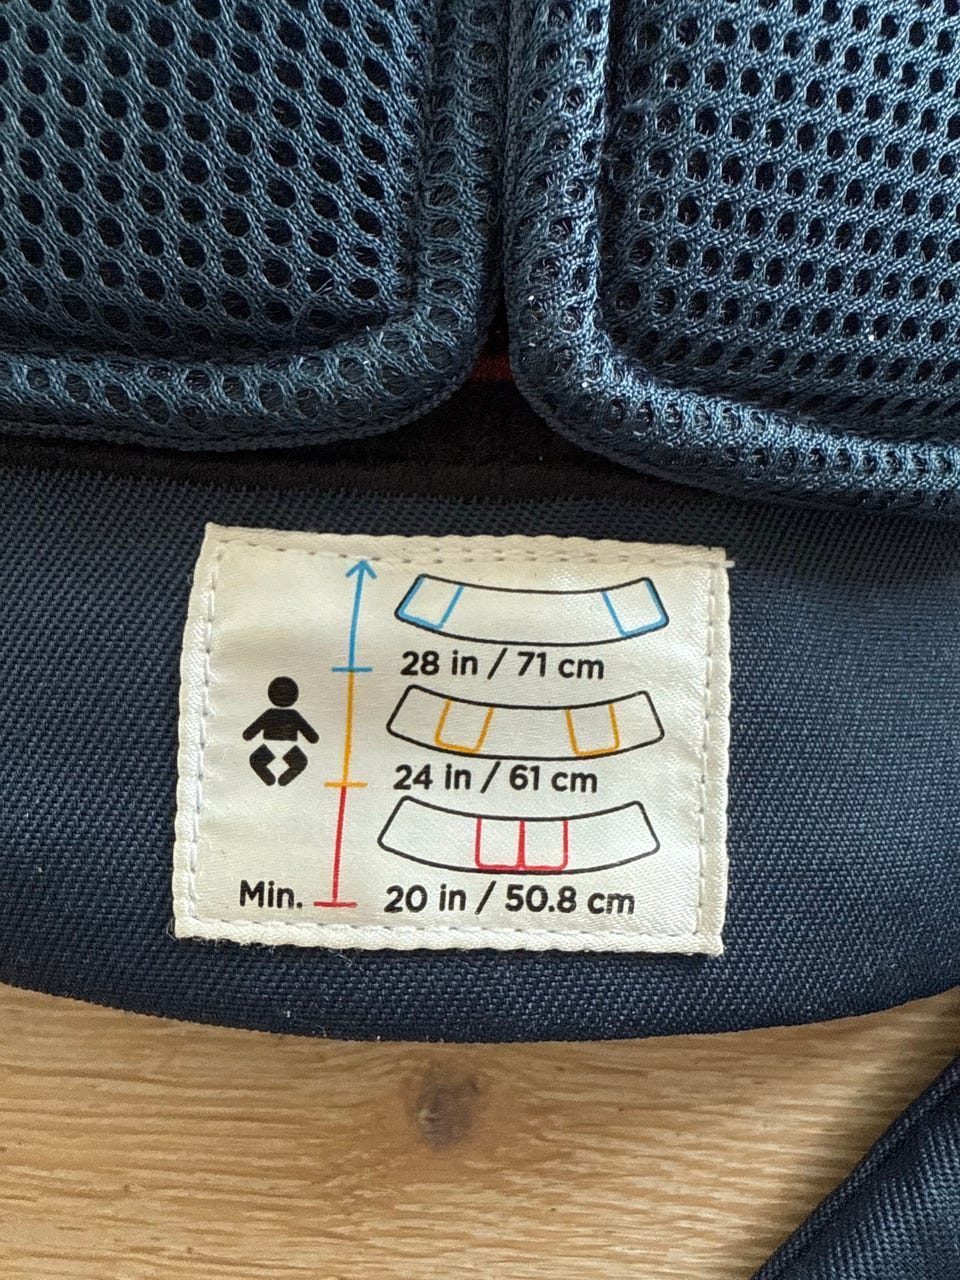 28 in / 71 cm
24 in / 61 cm
Min. 20 in / 50.8 cm